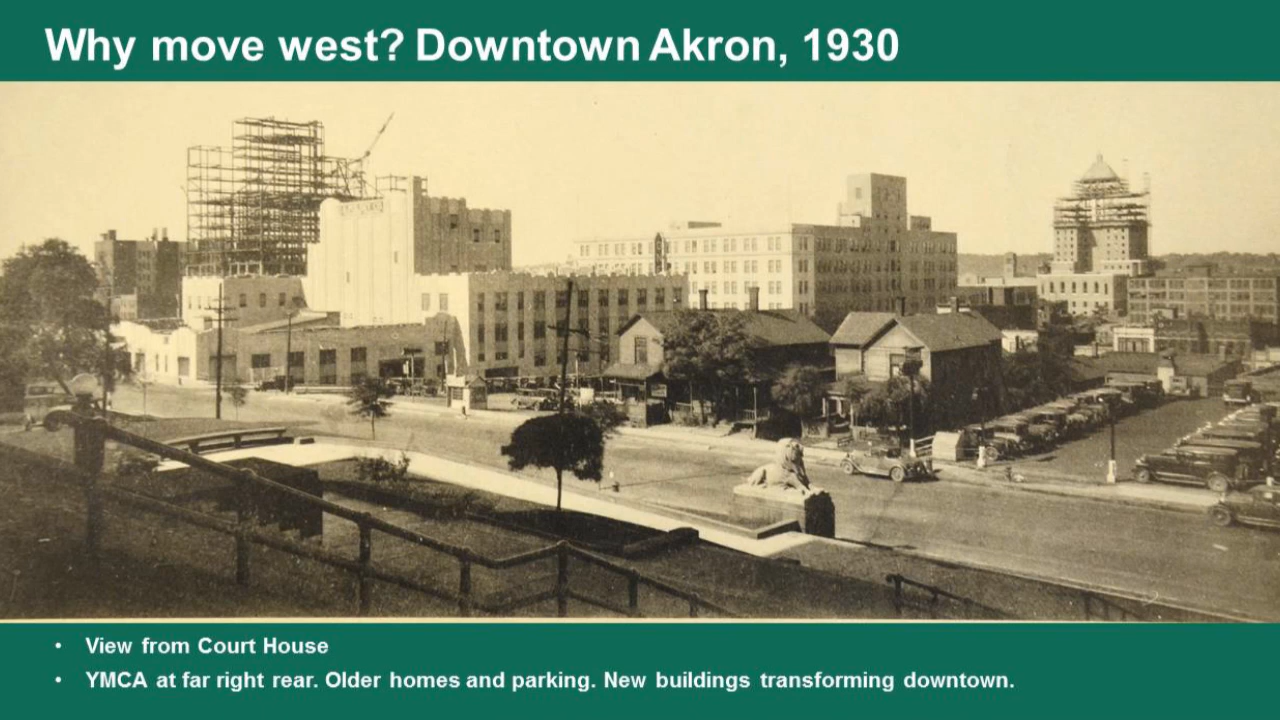 Why move west? Downtown Akron, 1930
• View from Court House
• YMCA at far right rear. Older homes and parking. New buildings transforming downtown.